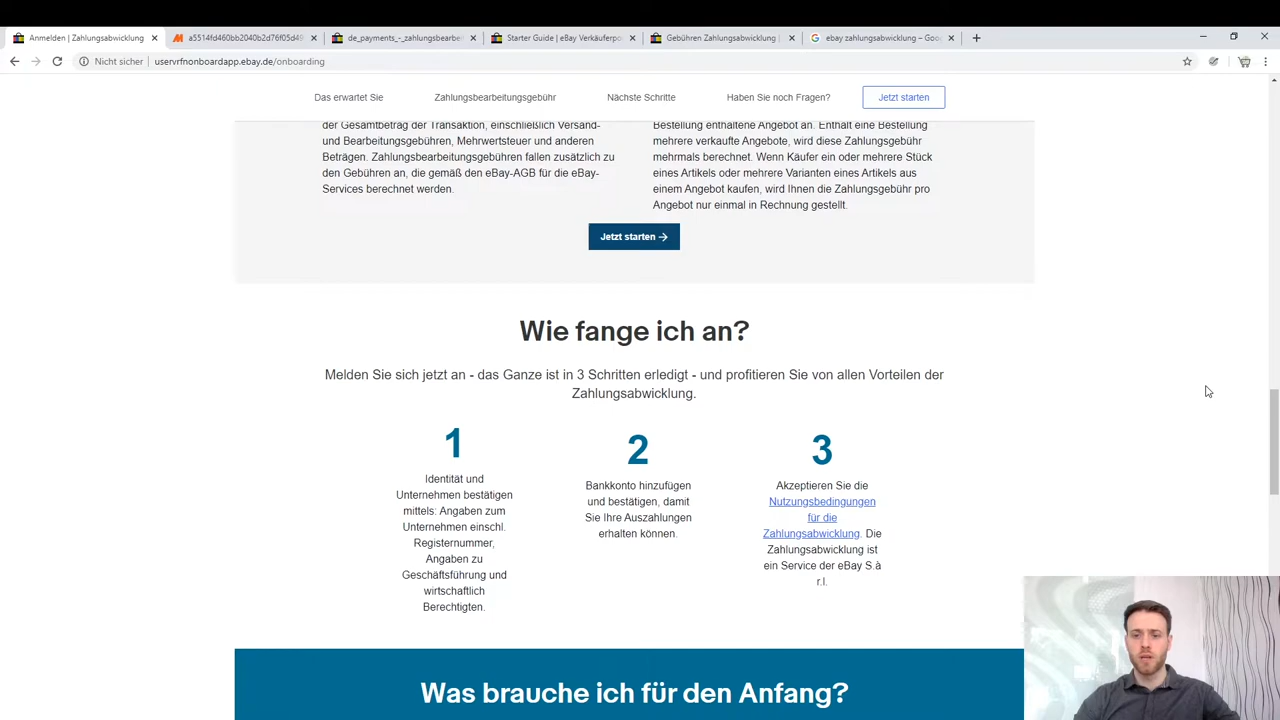 Anmelden | Zahlungsabwicklung
a5514fd460bb2040b2d76f05d49
de_payments_-_zahlungsbearbei
Starter Guide | eBay Verkäuferpo
Gebühren Zahlungsabwicklung |
ebay zahlungsabwicklung – Goo
Nicht sicher | uservrfnonboardapp.ebay.de/onboarding
Das erwartet Sie
Zahlungsbearbeitungsgebühr
Nächste Schritte
Haben Sie noch Fragen?
Jetzt starten
der Gesamtbetrag der Transaktion, einschließlich Versand-
und Bearbeitungsgebühren, Mehrwertsteuer und anderen
Beträgen. Zahlungsbearbeitungsgebühren fallen zusätzlich zu
den Gebühren an, die gemäß den eBay-AGB für die eBay-
Services berechnet werden.
Bestellung enthaltene Angebot an. Enthält eine Bestellung
mehrere verkaufte Angebote, wird diese Zahlungsgebühr
mehrmals berechnet. Wenn Käufer ein oder mehrere Stück
eines Artikels oder mehrere Varianten eines Artikels aus
einem Angebot kaufen, wird Ihnen die Zahlungsgebühr pro
Angebot nur einmal in Rechnung gestellt.
Jetzt starten
Wie fange ich an?
Melden Sie sich jetzt an - das Ganze ist in 3 Schritten erledigt - und profitieren Sie von allen Vorteilen der
Zahlungsabwicklung.
1
Identität und
Unternehmen bestätigen
mittels: Angaben zum
Unternehmen einschl.
Registernummer,
Angaben zu
Geschäftsführung und
wirtschaftlich
Berechtigten.
2
Bankkonto hinzufügen
und bestätigen, damit
Sie Ihre Auszahlungen
erhalten können.
3
Akzeptieren Sie die
Nutzungsbedingungen
für die
Zahlungsabwicklung. Die
Zahlungsabwicklung ist
ein Service der eBay S.à
r.l.
Was brauche ich für den Anfang?